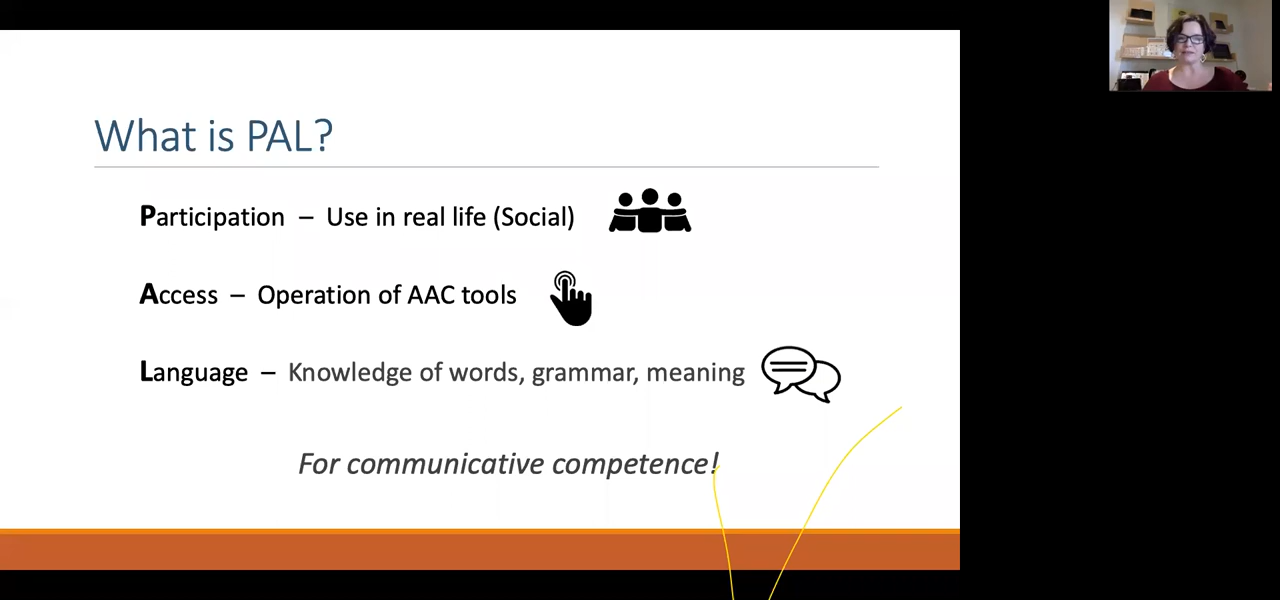 What is PAL?
Participation – Use in real life (Social)
Access – Operation of AAC tools
Language – Knowledge of words, grammar, meaning
For communicative competence!